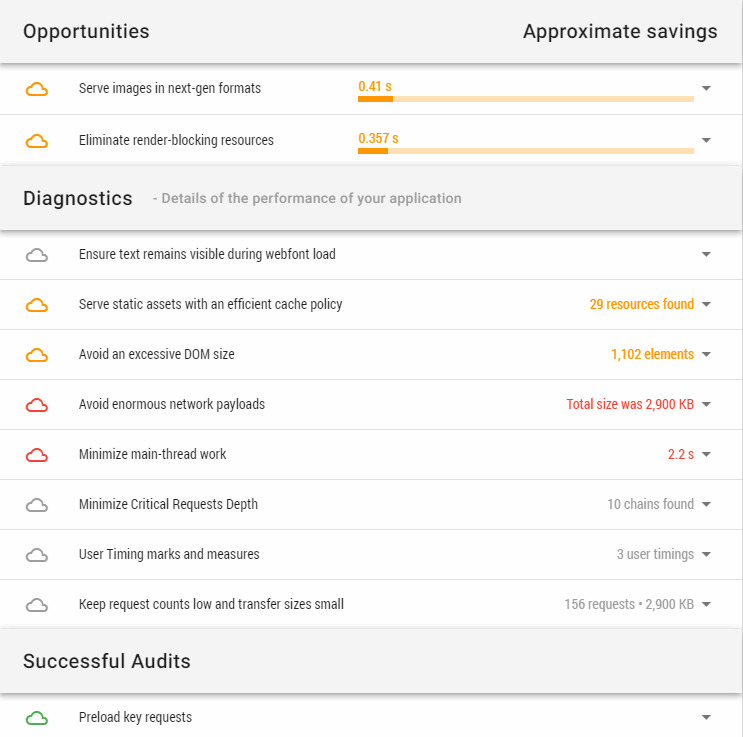 Opportunities Approximate savings
Serve images in next-gen formats 0.41 s
Eliminate render-blocking resources 0.357 s
Diagnostics - Details of the performance of your application
Ensure text remains visible during webfont load
Serve static assets with an efficient cache policy 29 resources found
Avoid an excessive DOM size 1,102 elements
Avoid enormous network payloads Total size was 2,900 KB
Minimize main-thread work 2.2 s
Minimize Critical Requests Depth 10 chains found
User Timing marks and measures 3 user timings
Keep request counts low and transfer sizes small 156 requests • 2,900 KB
Successful Audits
Preload key requests